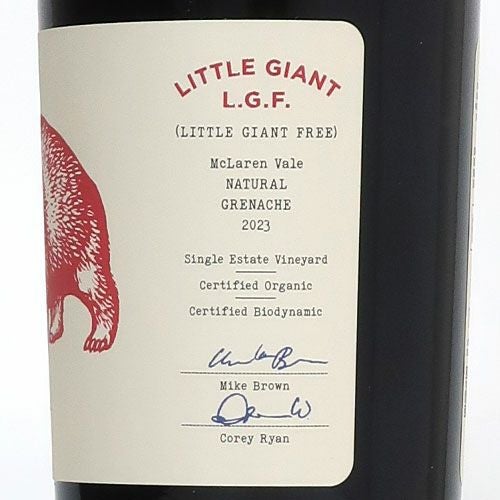 LITTLE GIANT
L.G.F.
(LITTLE GIANT FREE)
McLaren Vale
NATURAL
GRENACHE
2023
Single Estate Vineyard
Certified Organic
Certified Biodynamic
Mike Brown
Corey Ryan